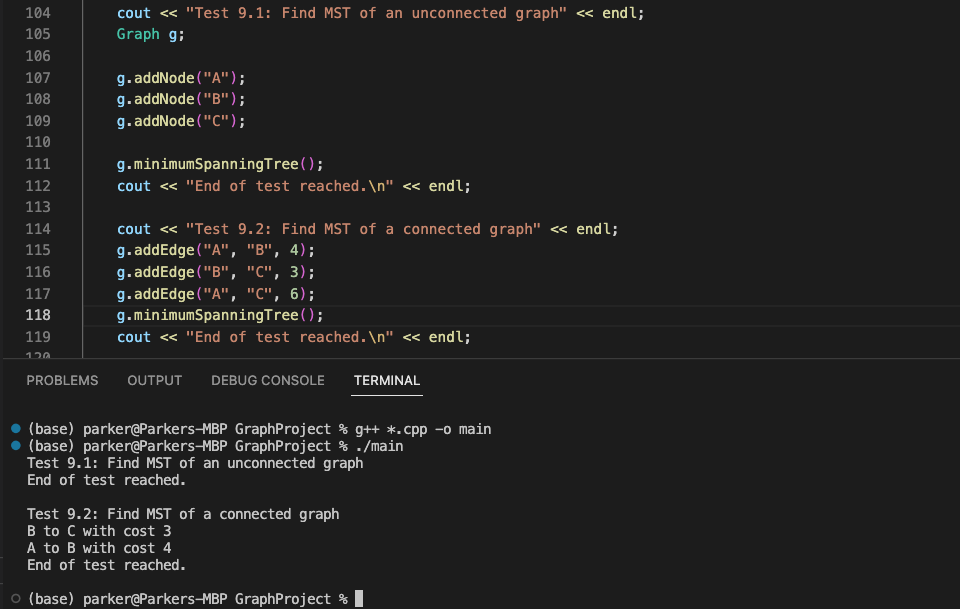 104 cout << "Test 9.1: Find MST of an unconnected graph" << endl;
105 Graph g;
106
107 g.addNode("A");
108 g.addNode("B");
109 g.addNode("C");
110
111 g.minimumSpanningTree();
112 cout << "End of test reached.\n" << endl;
113
114 cout << "Test 9.2: Find MST of a connected graph" << endl;
115 g.addEdge("A", "B", 4);
116 g.addEdge("B", "C", 3);
117 g.addEdge("A", "C", 6);
118 g.minimumSpanningTree();
119 cout << "End of test reached.\n" << endl;
120
PROBLEMS OUTPUT DEBUG CONSOLE TERMINAL
(base) parker@Parkers-MBP GraphProject % g++ *.cpp -o main
(base) parker@Parkers-MBP GraphProject % ./main
Test 9.1: Find MST of an unconnected graph
End of test reached.
Test 9.2: Find MST of a connected graph
B to C with cost 3
A to B with cost 4
End of test reached.
(base) parker@Parkers-MBP GraphProject %